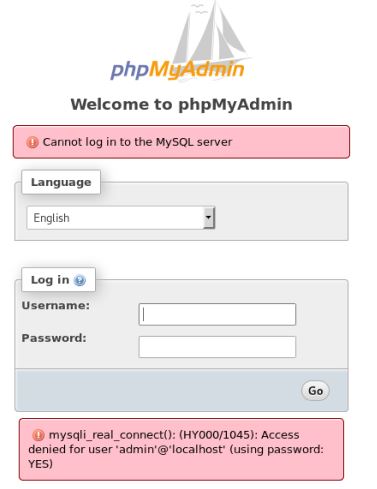 phpMyAdmin
Welcome to phpMyAdmin
Cannot log in to the MySQL server
Language
English
Log in
Username:
Password:
Go
mysqli_real_connect(): (HY000/1045): Access
denied for user 'admin'@'localhost' (using password:
YES)